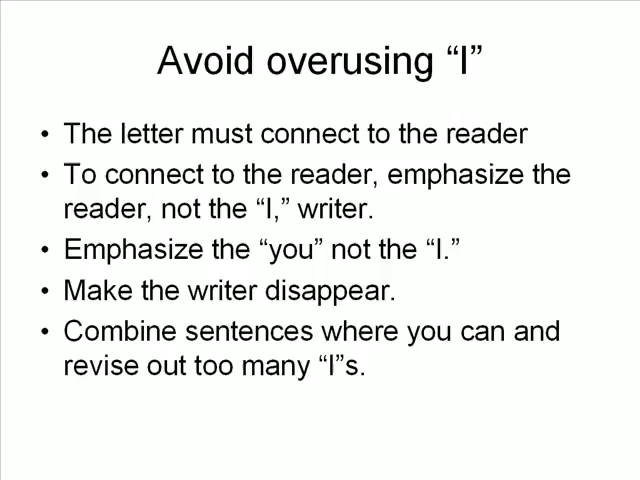 Avoid overusing “I”
• The letter must connect to the reader
• To connect to the reader, emphasize the
reader, not the “I,” writer.
• Emphasize the “you” not the “I.”
• Make the writer disappear.
• Combine sentences where you can and
revise out too many “I”s.